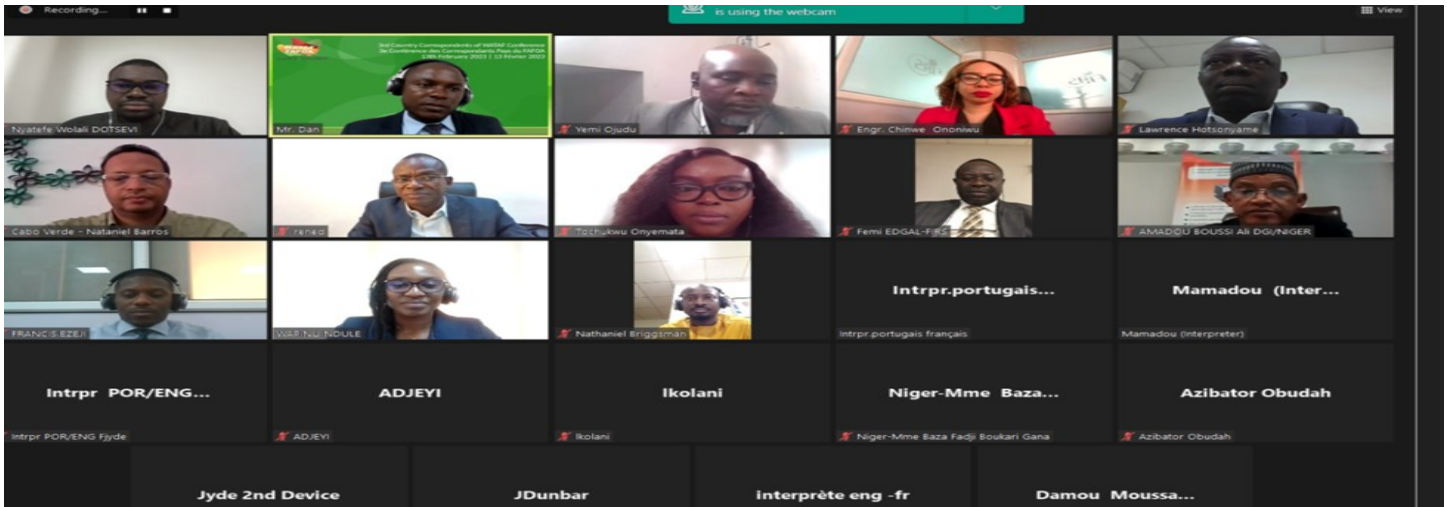 Recording...
is using the webcam
View
3rd Country Correspondents of WATAF Conference
3e Conférence des Correspondants Pays du FAFOA
13th February 2023 | 13 Février 2023
Nyatefe Wolali DOTSEVI
Mr. Dan
Yemi Ojudu
Engr. Chinwe Ononiwu
Lawrence Hotsonyame
Cabo Verde - Nataniel Barros
rened
Tochukwu Onyemata
Femi EDGAL-FIRS
AMADOU BOUSSI Ali DGI/NIGER
FRANCIS.EZEJI
WARINU NDULE
Nathaniel Briggsman
Intrpr.portugais...
Intrpr.portugais français
Mamadou (Inter...
Mamadou (Interpreter)
Intrpr POR/ENG...
ADJEYI
Ikolani
Niger-Mme Baza...
Azibator Obudah
Intrpr POR/ENG Fjyde
ADJEYI
Ikolani
Niger-Mme Baza Fadji Boukari Gana
Azibator Obudah
Jyde 2nd Device
JDunbar
interprète eng -fr
Damou Moussa...